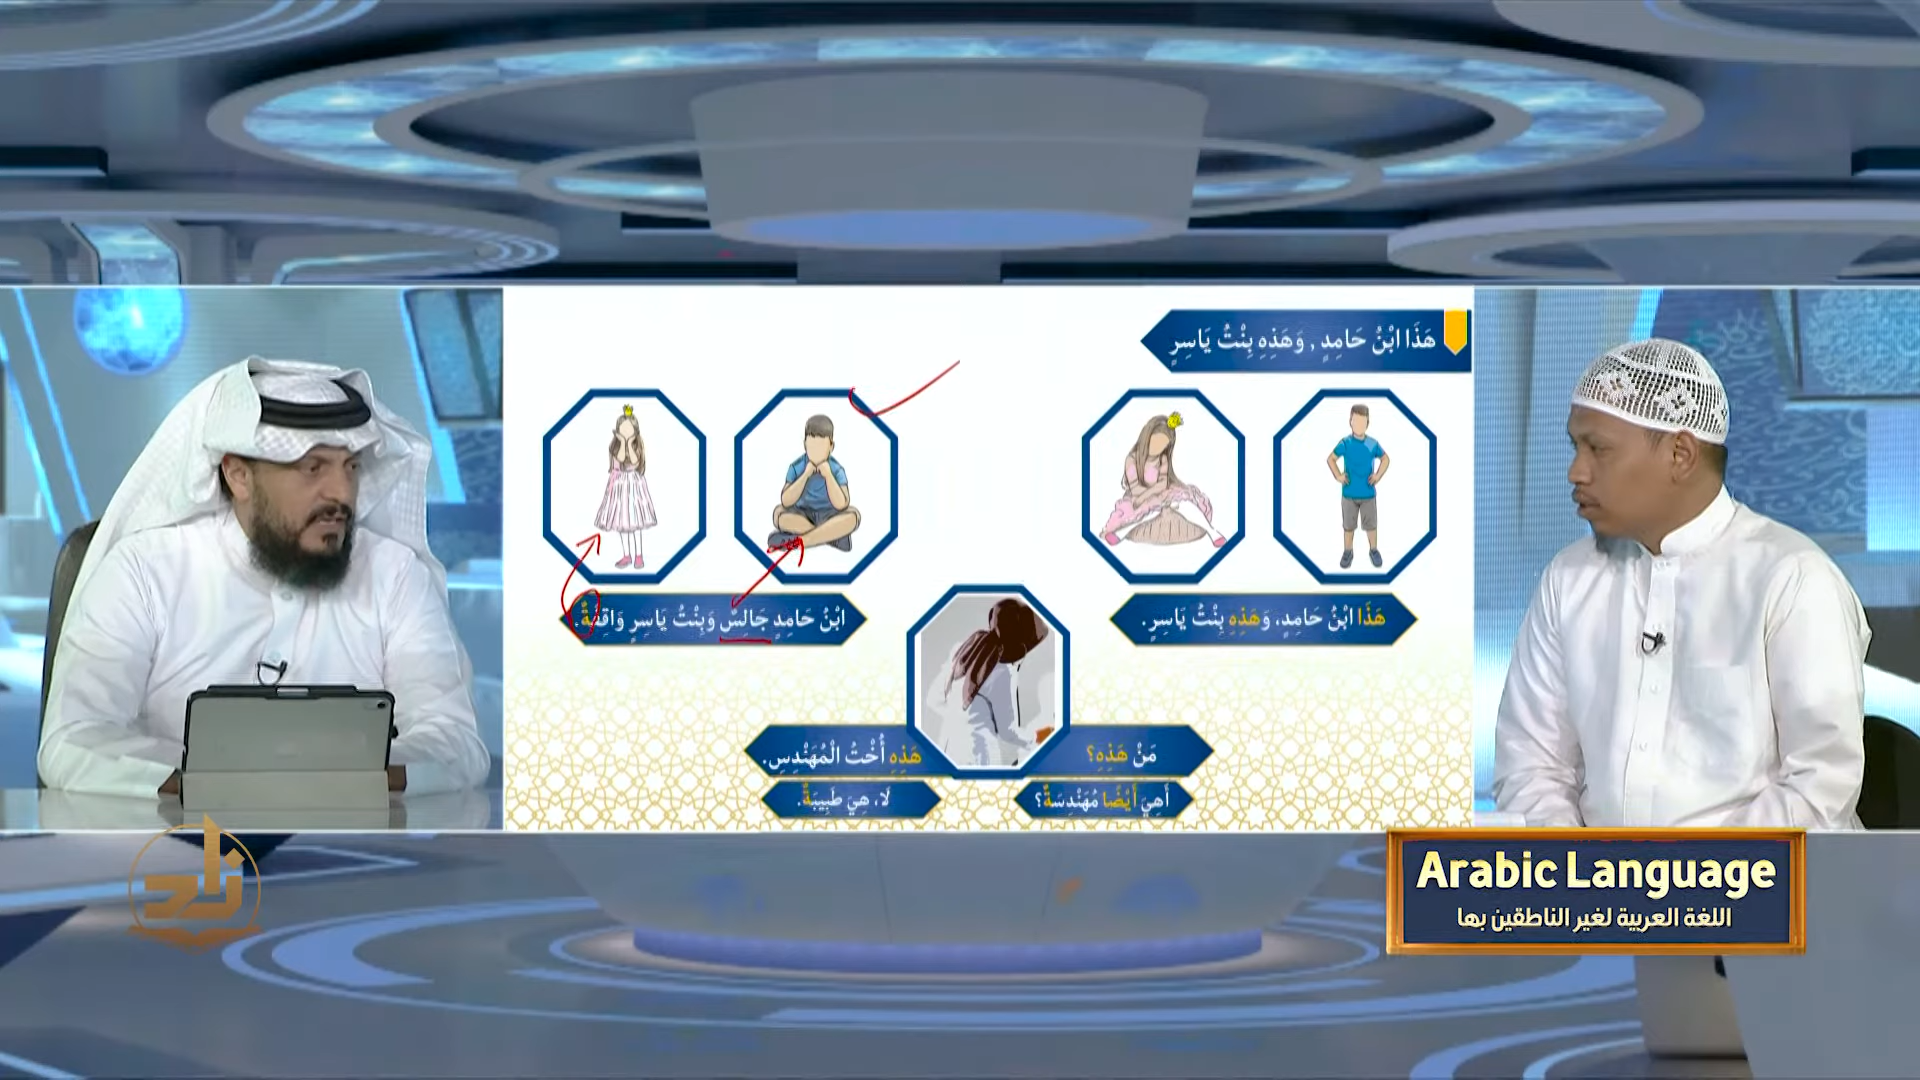 هَذَا ابْنُ حَامِدٍ , وَهَذِهِ بِنْتُ يَاسِرٍ
هَذَا ابْنُ حَامِدٍ، وَهَذِهِ بِنْتُ يَاسِرٍ.
ابْنُ حَامِدٍ جَالِسٌ وَبِنْتُ يَاسِرٍ وَاقِفَةٌ.
مَنْ هَذِهِ؟
هَذِهِ أُخْتُ الْمُهَنْدِسِ.
أَهِيَ أَيْضًا مُهَنْدِسَةٌ؟
لَا، هِيَ طَبِيبَةٌ.
زاد
Arabic Language
اللغة العربية لغير الناطقين بها